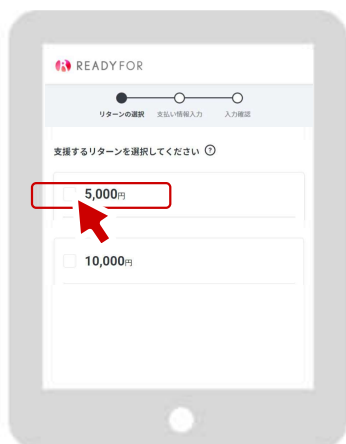 READYFOR
リターンの選択 支払い情報入力 入力確認
支援するリターンを選択してください ?
5,000円
10,000円